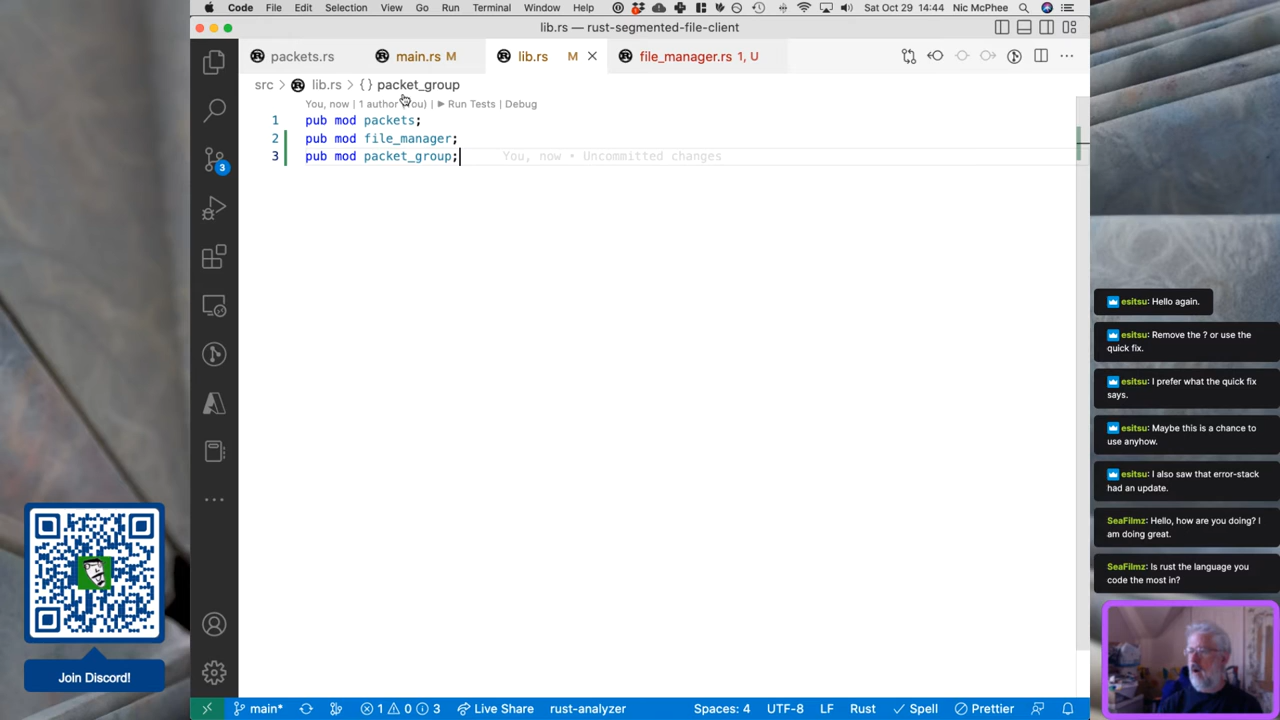 Code File Edit Selection View Go Run Terminal Window Help Sat Oct 29 14:44 Nic McPhee
lib.rs — rust-segmented-file-client
packets.rs main.rs M lib.rs M file_manager.rs 1, U
src > lib.rs > {} packet_group
You, now | 1 author (You) | Run Tests | Debug
1 pub mod packets;
2 pub mod file_manager;
3 pub mod packet_group; You, now • Uncommitted changes
3
esitsu: Hello again.
esitsu: Remove the ? or use the
quick fix.
esitsu: I prefer what the quick fix
says.
esitsu: Maybe this is a chance to
use anyhow.
esitsu: I also saw that error-stack
had an update.
SeaFilmz: Hello, how are you doing? I
am doing great.
SeaFilmz: Is rust the language you
code the most in?
Join Discord!
main* 1 0 3 Live Share rust-analyzer Spaces: 4 UTF-8 LF Rust Spell Prettier